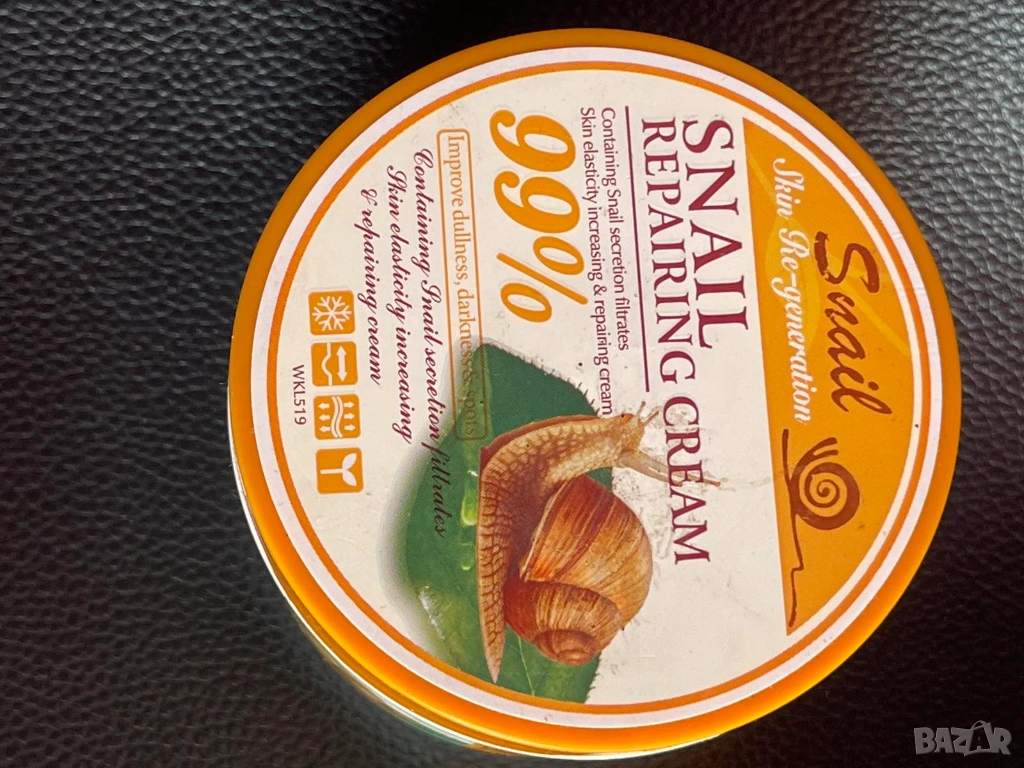 Snail
Skin Re-generation
SNAIL
REPAIRING CREAM
Containing Snail secretion filtrates
Skin elasticity increasing & repairing cream
99%
Improve dullness, darkness & spots
Containing Snail secretion filtrates
Skin elasticity increasing
& repairing cream
WKL519
BAZAR